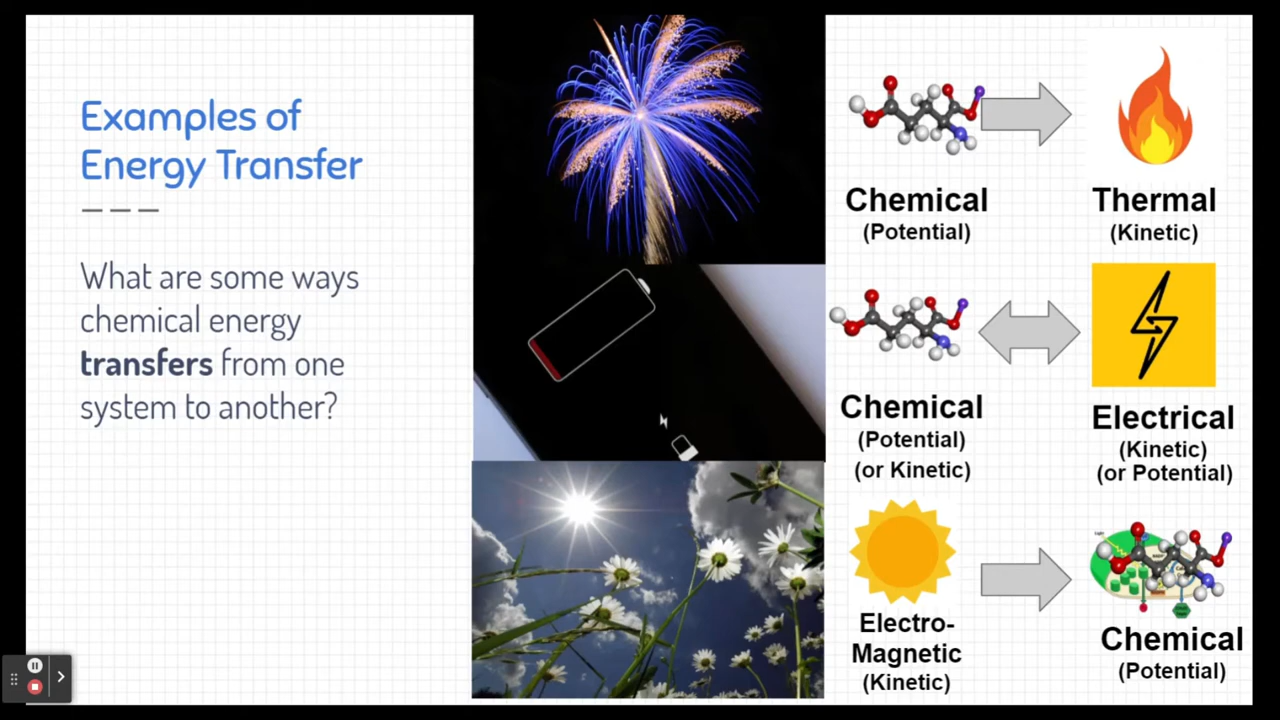 Examples of
Energy Transfer
What are some ways
chemical energy
transfers from one
system to another?
Chemical
(Potential)
Thermal
(Kinetic)
Chemical
(Potential)
(or Kinetic)
Electrical
(Kinetic)
(or Potential)
Electro-
Magnetic
(Kinetic)
Light
Chemical
(Potential)